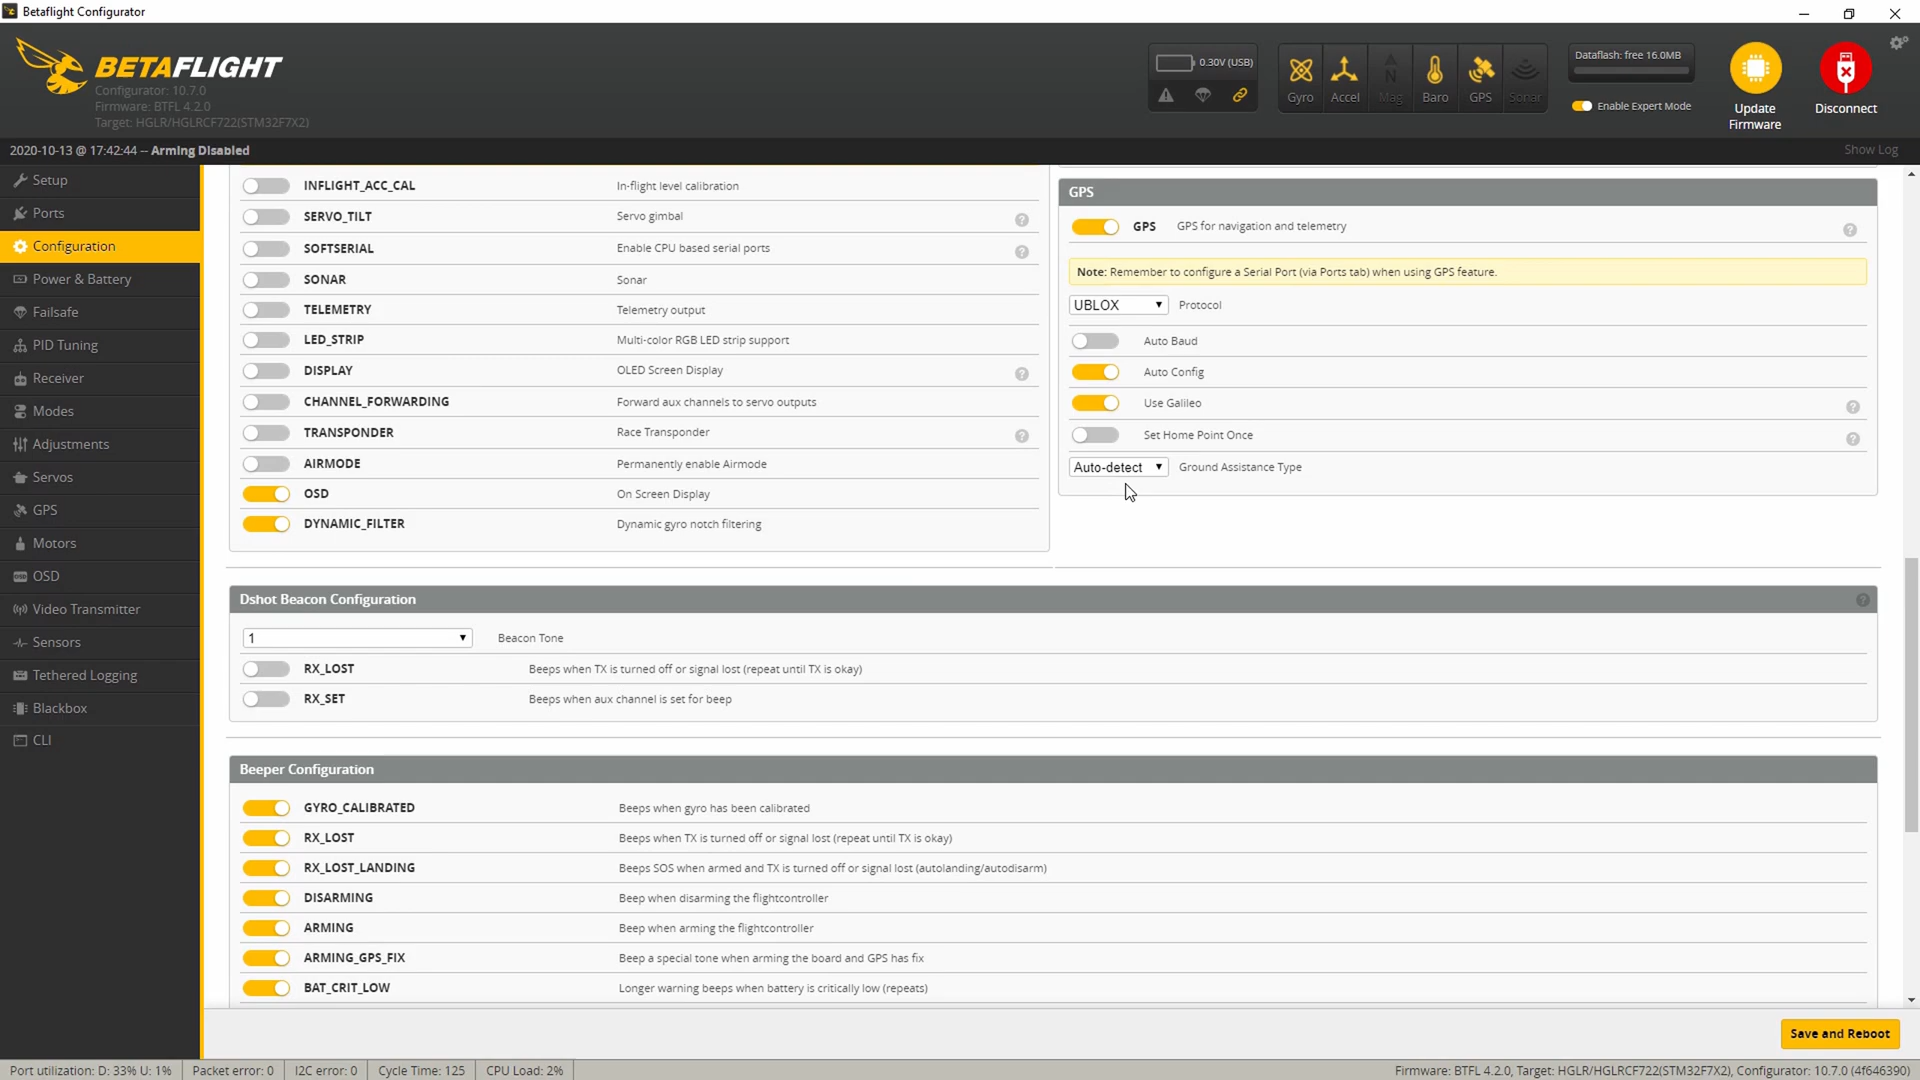 Betaflight Configurator
BETAFLIGHT
Configurator: 10.7.0
Firmware: BTFL 4.2.0
Target: HGLR/HGLRCF722(STM32F7X2)
0.30V (USB)
Gyro
Accel
Mag
Baro
GPS
Sonar
Dataflash: free 16.0MB
Enable Expert Mode
Update
Firmware
Disconnect
2020-10-13 @ 17:42:44 -- Arming Disabled
Show Log
Setup
Ports
Configuration
Power & Battery
Failsafe
PID Tuning
Receiver
Modes
Adjustments
Servos
GPS
Motors
OSD
Video Transmitter
Sensors
Tethered Logging
Blackbox
CLI
INFLIGHT_ACC_CAL In-flight level calibration
SERVO_TILT Servo gimbal ?
SOFTSERIAL Enable CPU based serial ports ?
SONAR Sonar
TELEMETRY Telemetry output
LED_STRIP Multi-color RGB LED strip support
DISPLAY OLED Screen Display ?
CHANNEL_FORWARDING Forward aux channels to servo outputs
TRANSPONDER Race Transponder ?
AIRMODE Permanently enable Airmode
OSD On Screen Display
DYNAMIC_FILTER Dynamic gyro notch filtering
GPS
GPS GPS for navigation and telemetry ?
Note: Remember to configure a Serial Port (via Ports tab) when using GPS feature.
UBLOX Protocol
Auto Baud
Auto Config
Use Galileo ?
Set Home Point Once ?
Auto-detect Ground Assistance Type
Dshot Beacon Configuration ?
1 Beacon Tone
RX_LOST Beeps when TX is turned off or signal lost (repeat until TX is okay)
RX_SET Beeps when aux channel is set for beep
Beeper Configuration
GYRO_CALIBRATED Beeps when gyro has been calibrated
RX_LOST Beeps when TX is turned off or signal lost (repeat until TX is okay)
RX_LOST_LANDING Beeps SOS when armed and TX is turned off or signal lost (autolanding/autodisarm)
DISARMING Beep when disarming the flightcontroller
ARMING Beep when arming the flightcontroller
ARMING_GPS_FIX Beep a special tone when arming the board and GPS has fix
BAT_CRIT_LOW Longer warning beeps when battery is critically low (repeats)
Save and Reboot
Port utilization: D: 33% U: 1% Packet error: 0 I2C error: 0 Cycle Time: 125 CPU Load: 2% Firmware: BTFL 4.2.0, Target: HGLR/HGLRCF722(STM32F7X2), Configurator: 10.7.0 (4f646390)